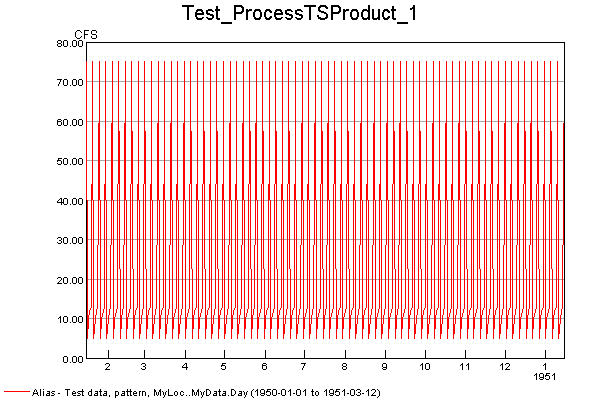 Test_ProcessTSProduct_1
CFS
80.00
70.00
60.00
50.00
40.00
30.00
20.00
10.00
0.00
2 3 4 5 6 7 8 9 10 11 12 1
1951
Alias - Test data, pattern, MyLoc..MyData.Day (1950-01-01 to 1951-03-12)